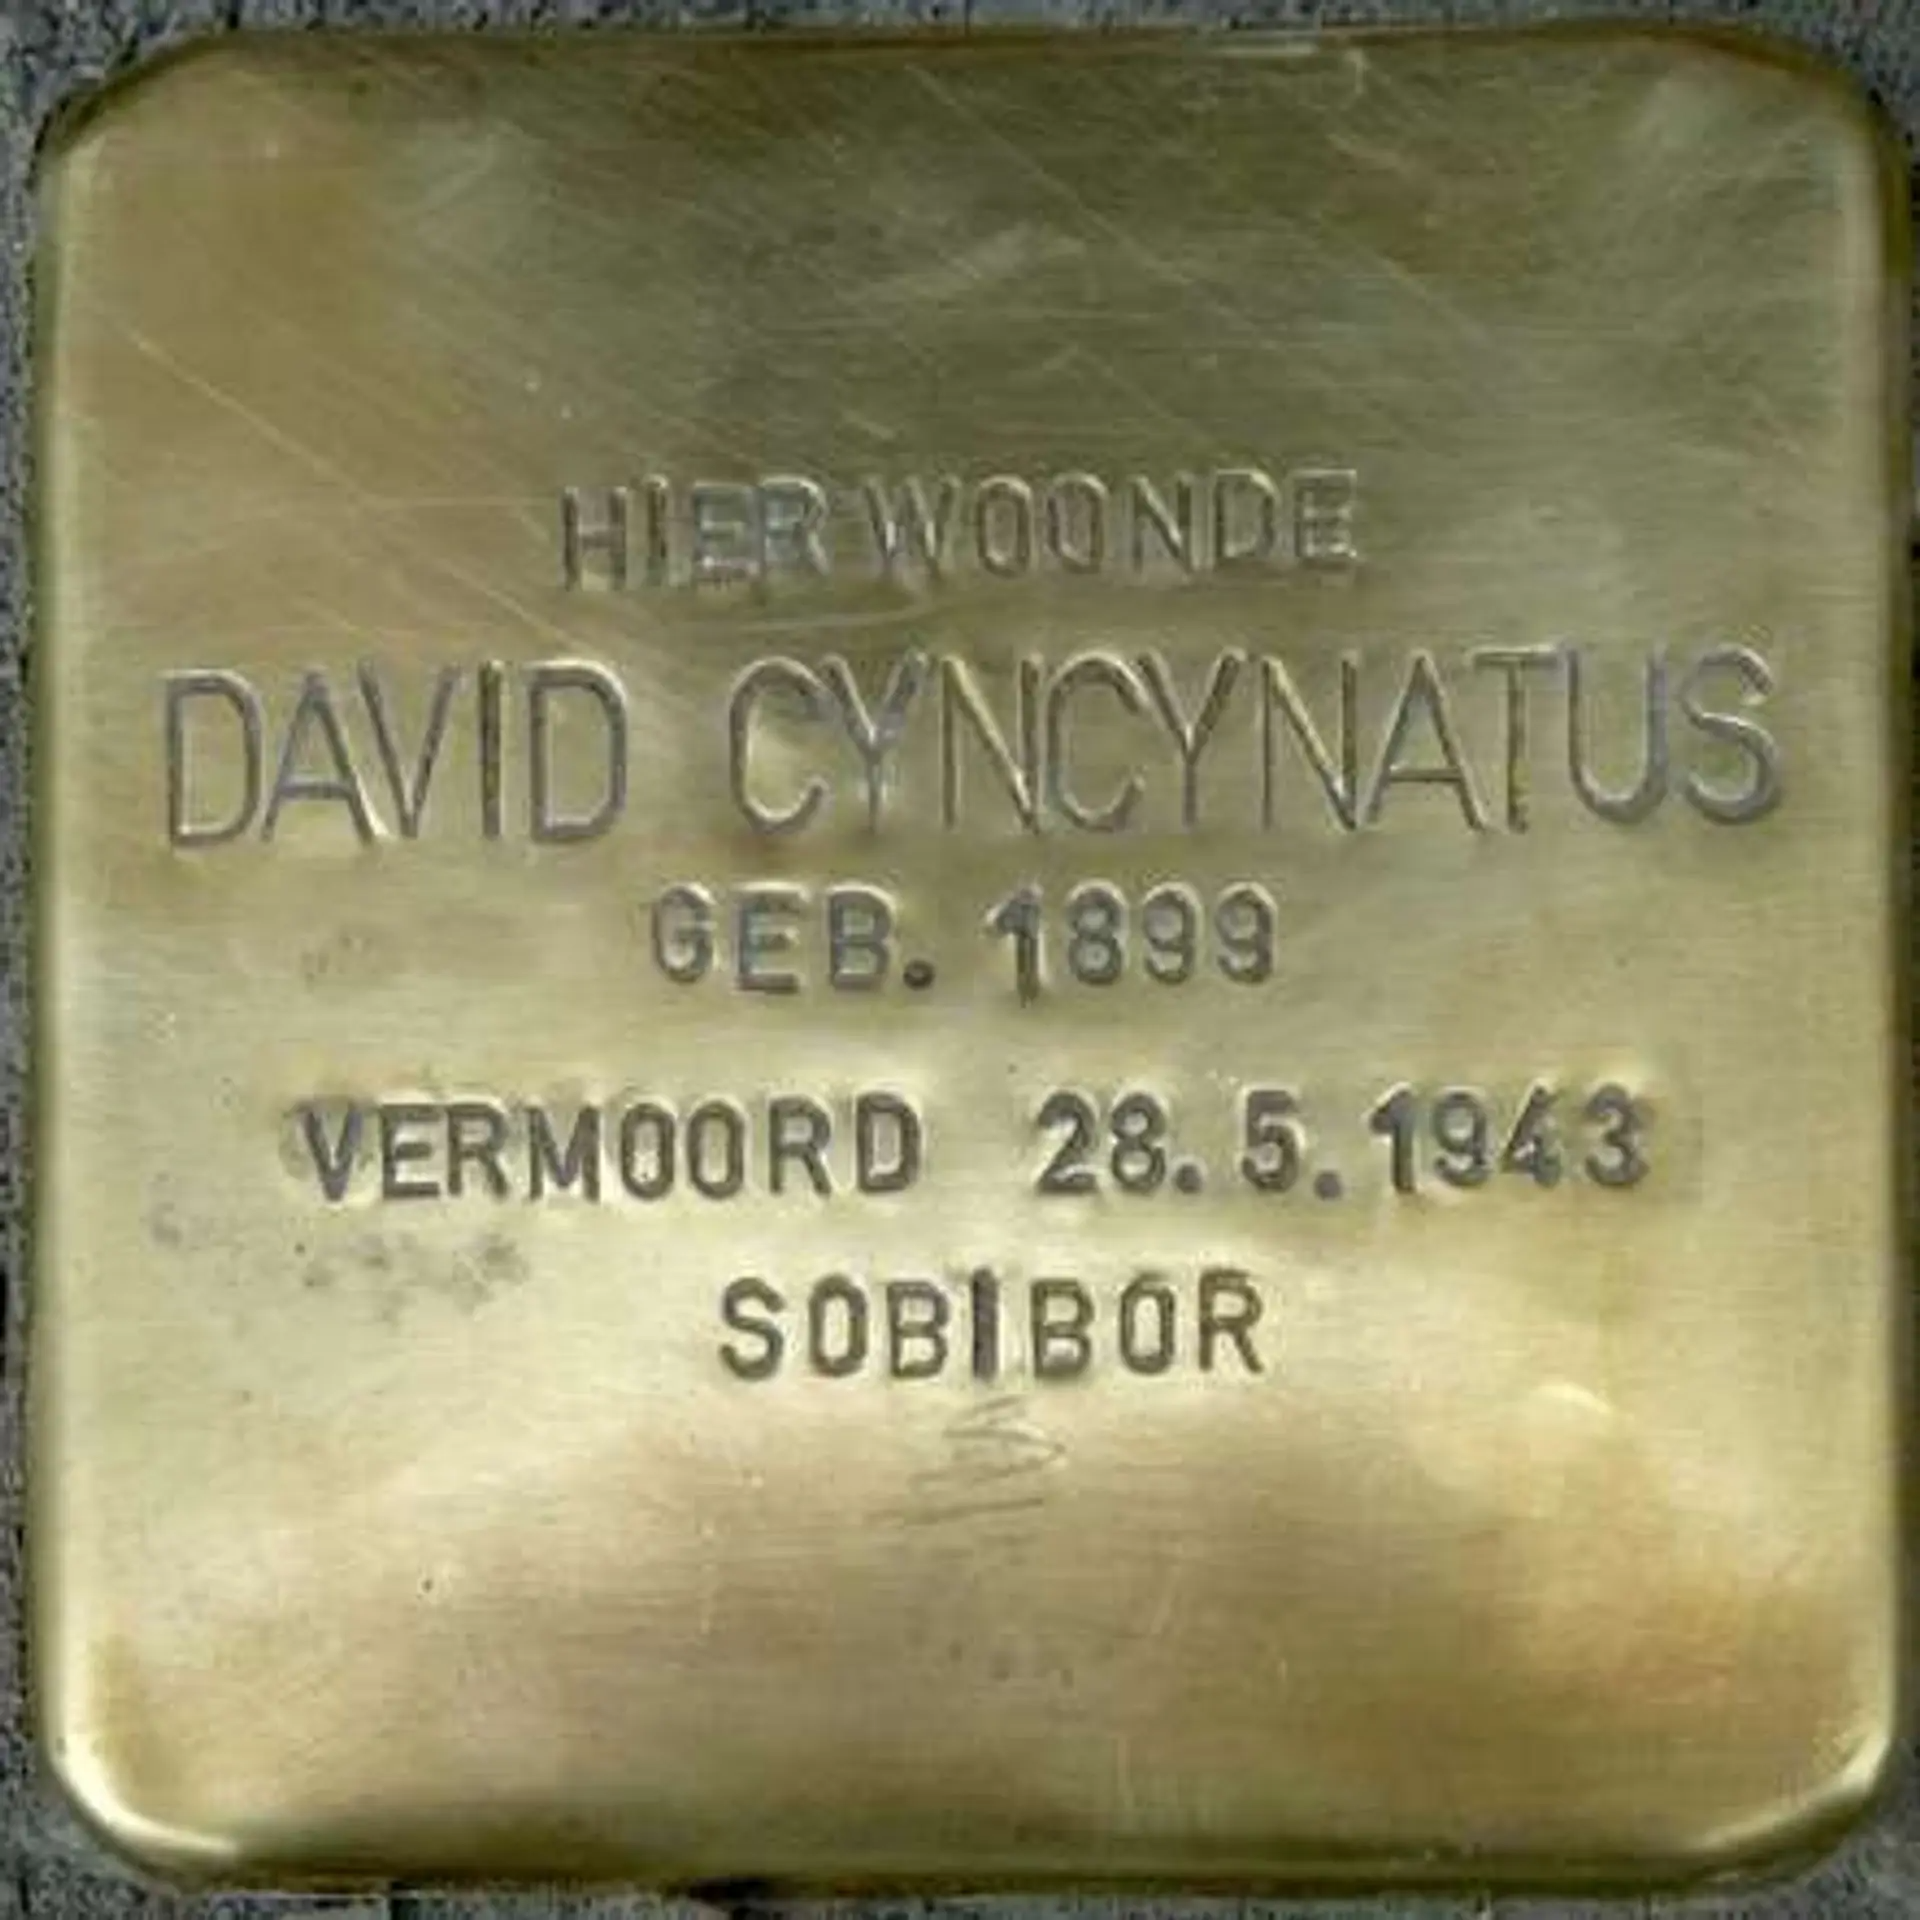 HIER WOONDE
DAVID CYNCYNATUS
GEB. 1899
VERMOORD 28.5.1943
SOBIBOR